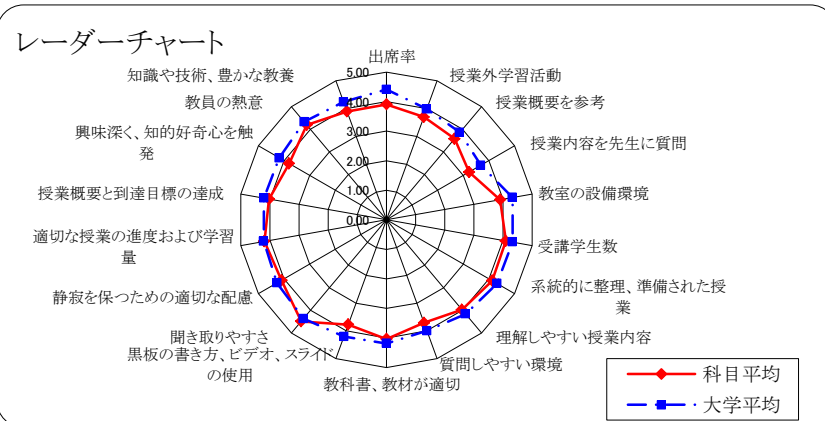 レーダーチャート
出席率
授業外学習活動
授業概要を参考
授業内容を先生に質問
教室の設備環境
受講学生数
系統的に整理、準備された授
業
理解しやすい授業内容
質問しやすい環境
教科書、教材が適切
黒板の書き方、ビデオ、スライド
の使用
聞き取りやすさ
静寂を保つための適切な配慮
適切な授業の進度および学習
量
授業概要と到達目標の達成
興味深く、知的好奇心を触
発
教員の熱意
知識や技術、豊かな教養
5.00
4.00
3.00
2.00
1.00
0.00
科目平均
大学平均